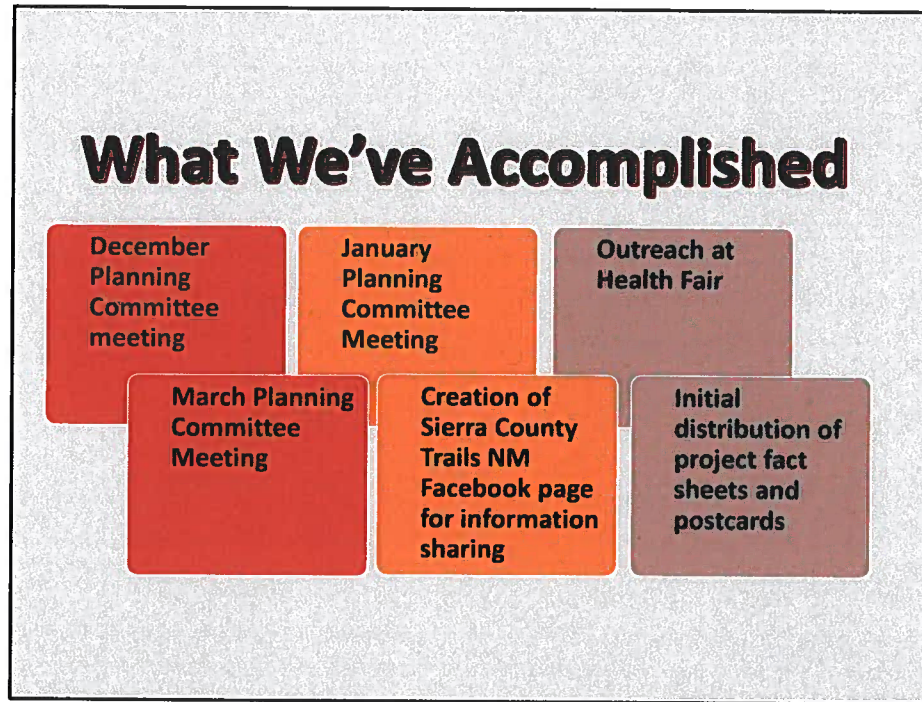 What We've Accomplished
December
Planning
Committee
meeting
January
Planning
Committee
Meeting
Outreach at
Health Fair
March Planning
Committee
Meeting
Creation of
Sierra County
Trails NM
Facebook page
for information
sharing
Initial
distribution of
project fact
sheets and
postcards